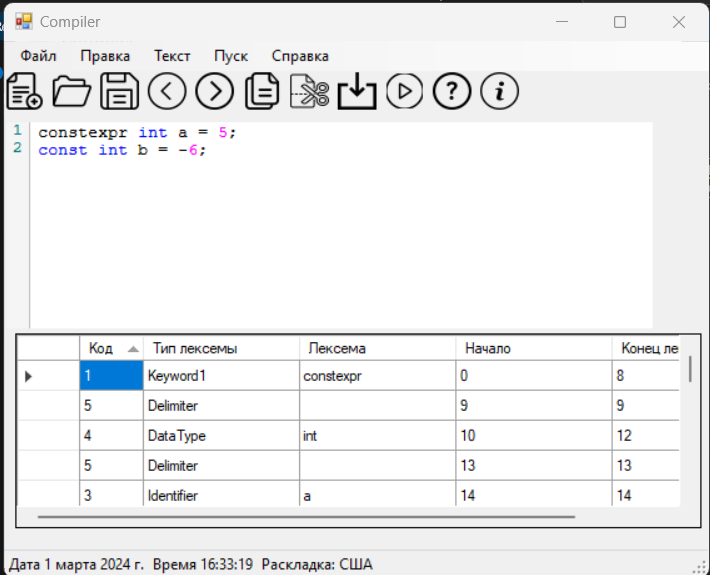 Compiler
Файл Правка Текст Пуск Справка
1 constexpr int a = 5;
2 const int b = -6;
Код Тип лексемы Лексема Начало Конец ле
1 Keyword1 constexpr 0 8
5 Delimiter 9 9
4 DataType int 10 12
5 Delimiter 13 13
3 Identifier a 14 14
Дата 1 марта 2024 г. Время 16:33:19 Раскладка: США